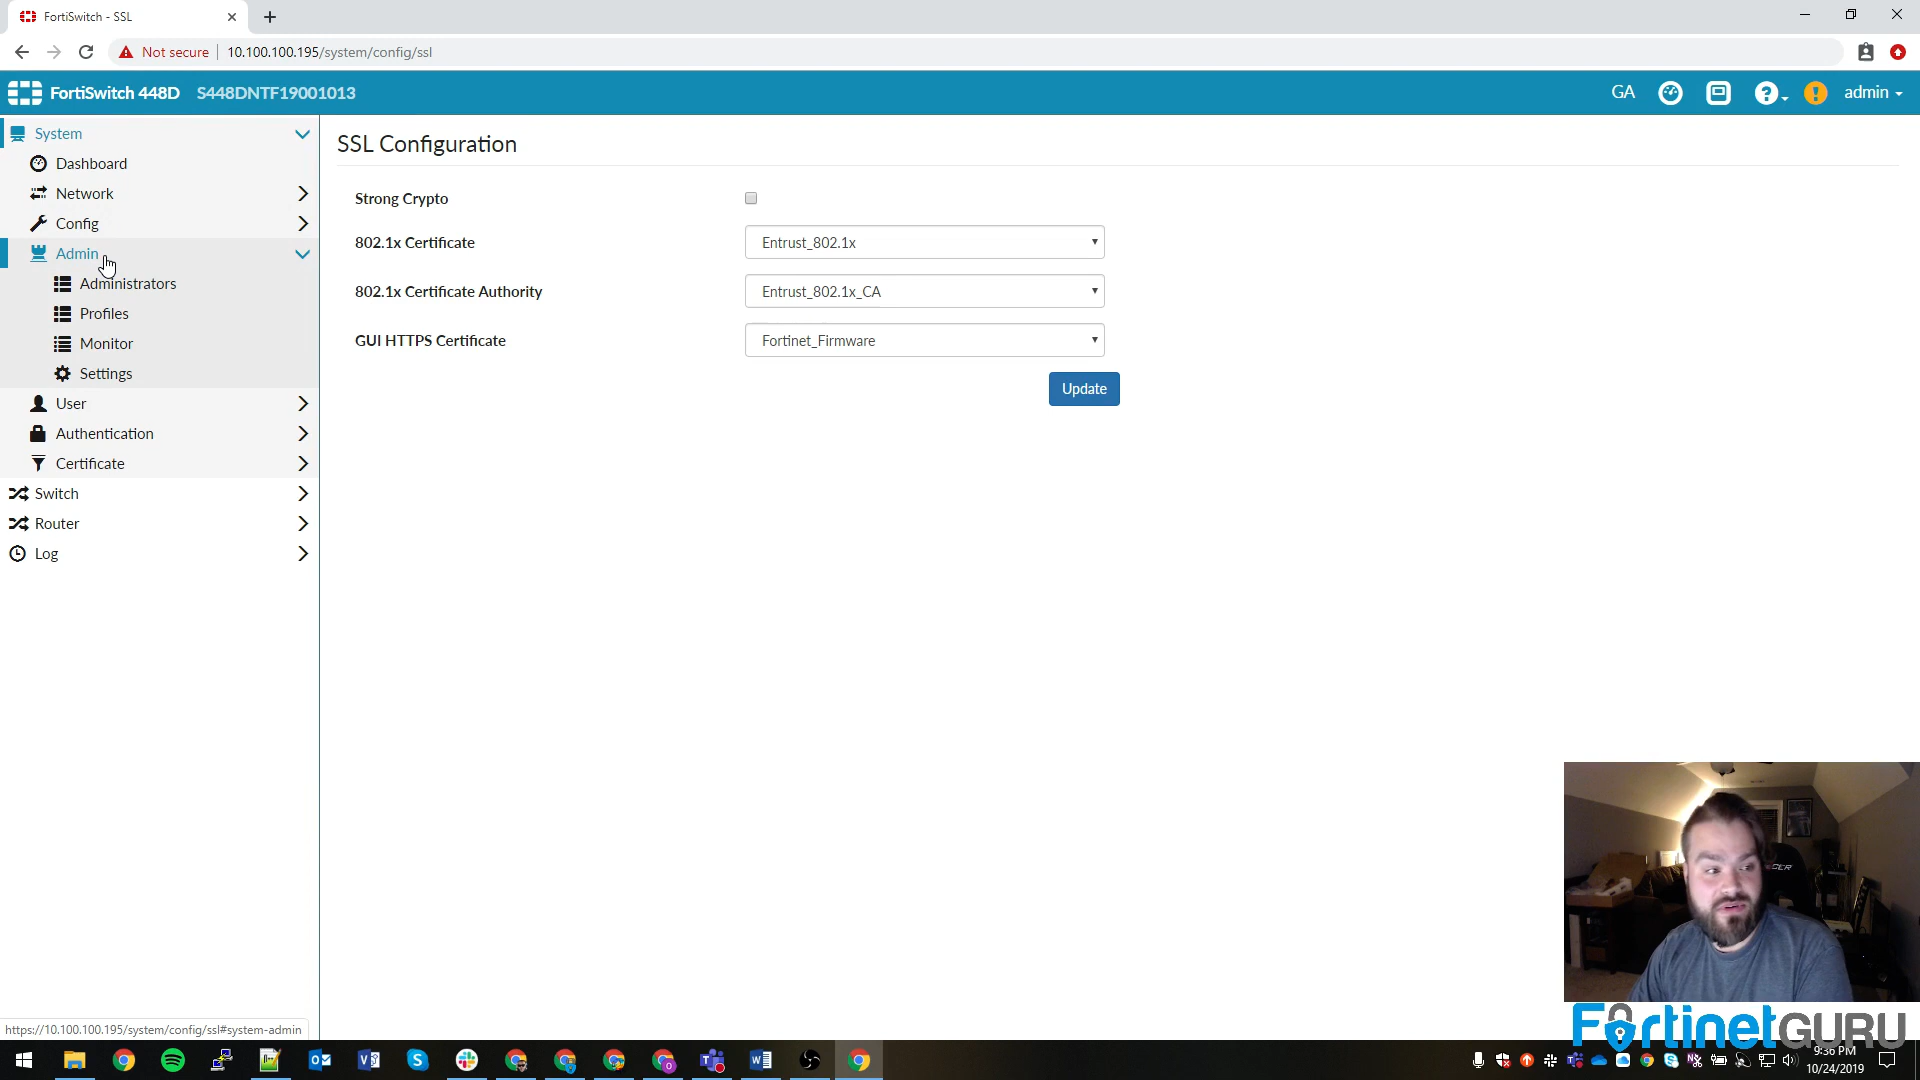 FortiSwitch - SSL
Not secure
10.100.100.195/system/config/ssl
FortiSwitch 448D S448DNTF19001013
GA
admin
System
Dashboard
Network
Config
Admin
Administrators
Profiles
Monitor
Settings
User
Authentication
Certificate
Switch
Router
Log
SSL Configuration
Strong Crypto
802.1x Certificate
Entrust_802.1x
802.1x Certificate Authority
Entrust_802.1x_CA
GUI HTTPS Certificate
Fortinet_Firmware
Update
https://10.100.100.195/system/config/ssl#system-admin
FortinetGURU
9:36 PM
10/24/2019